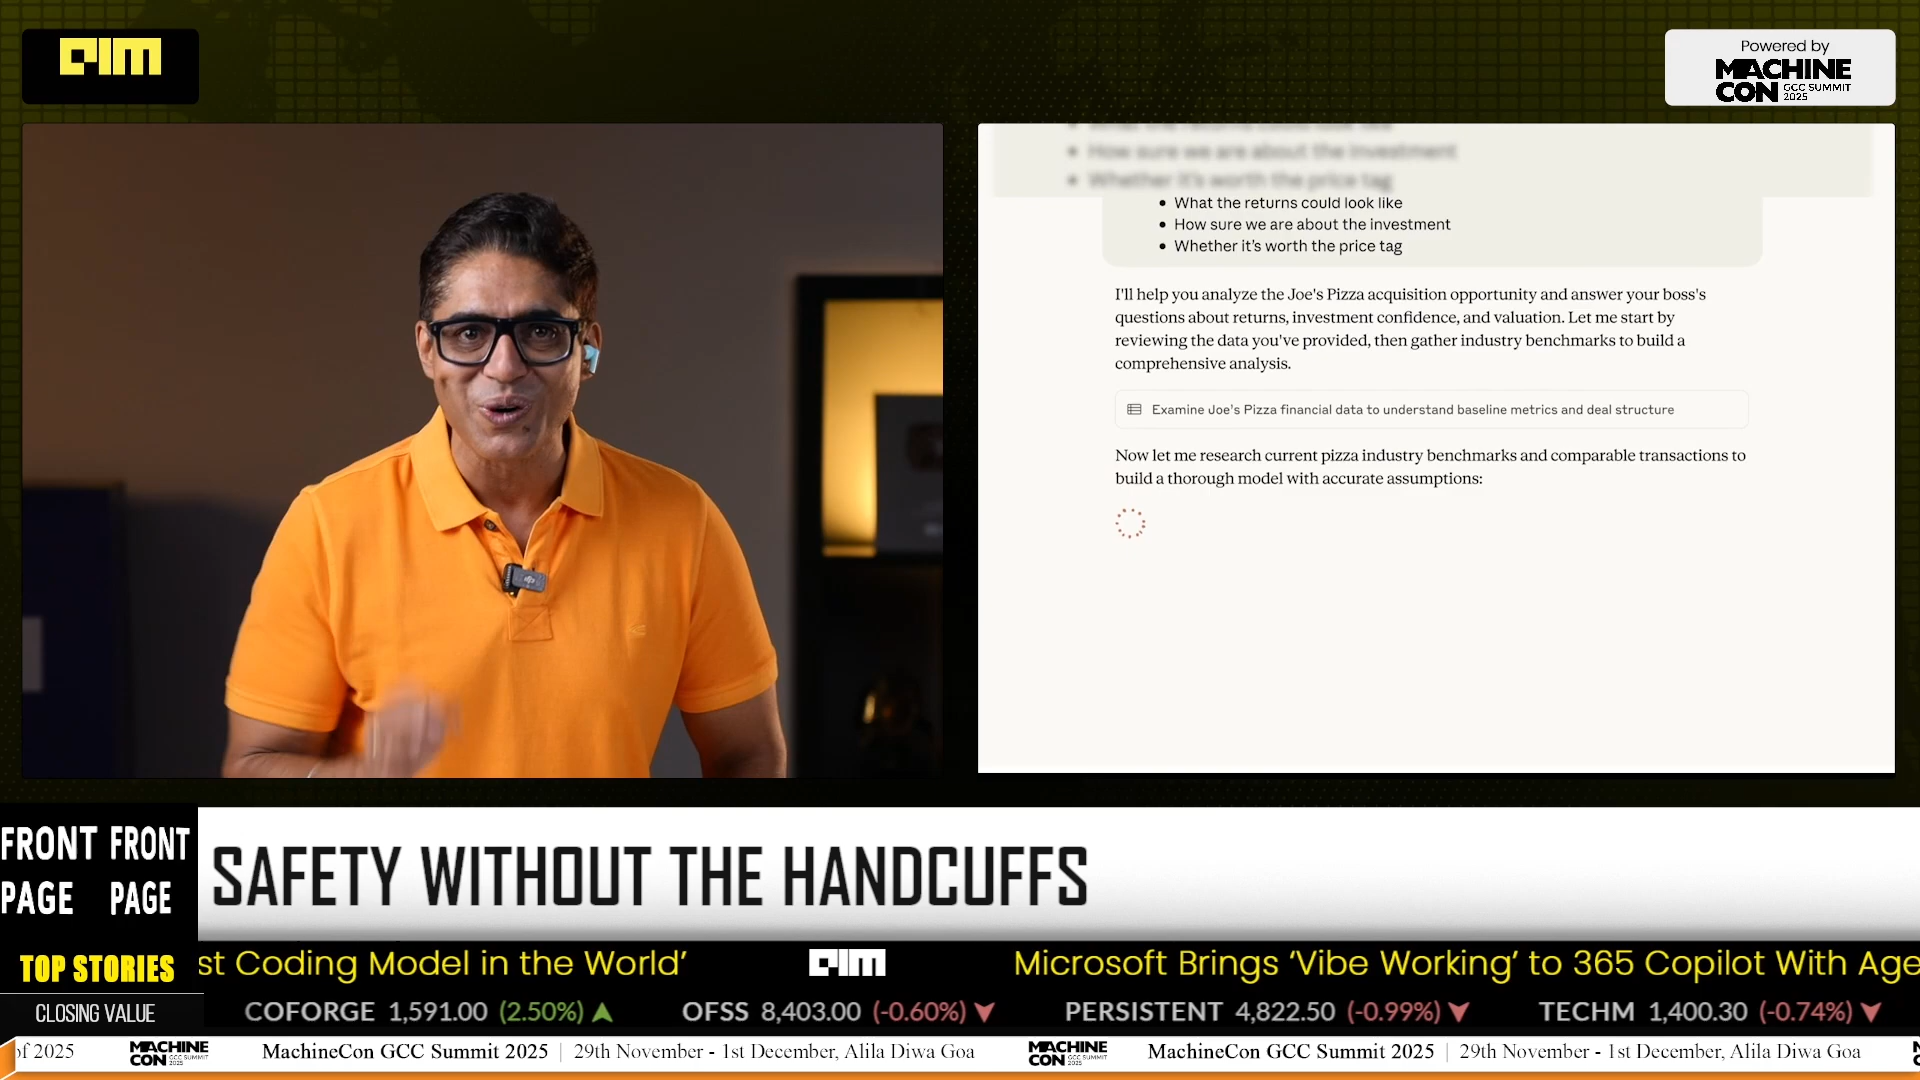 AIM
Powered by
MACHINE
CON GCC SUMMIT
2025
How sure we are about the investment
Whether it's worth the price tag
What the returns could look like
How sure we are about the investment
Whether it's worth the price tag
I'll help you analyze the Joe's Pizza acquisition opportunity and answer your boss's
questions about returns, investment confidence, and valuation. Let me start by
reviewing the data you've provided, then gather industry benchmarks to build a
comprehensive analysis.
Examine Joe's Pizza financial data to understand baseline metrics and deal structure
Now let me research current pizza industry benchmarks and comparable transactions to
build a thorough model with accurate assumptions:
FRONT FRONT
PAGE PAGE
SAFETY WITHOUT THE HANDCUFFS
TOP STORIES
st Coding Model in the World’ AIM Microsoft Brings ‘Vibe Working’ to 365 Copilot With Age
CLOSING VALUE
COFORGE 1,591.00 (2.50%) OFSS 8,403.00 (-0.60%) PERSISTENT 4,822.50 (-0.99%) TECHM 1,400.30 (-0.74%)
of 2025 MACHINE CON GCC SUMMIT 2025 MachineCon GCC Summit 2025 | 29th November - 1st December, Alila Diwa Goa MACHINE CON GCC SUMMIT 2025 MachineCon GCC Summit 2025 | 29th November - 1st December, Alila Diwa Goa